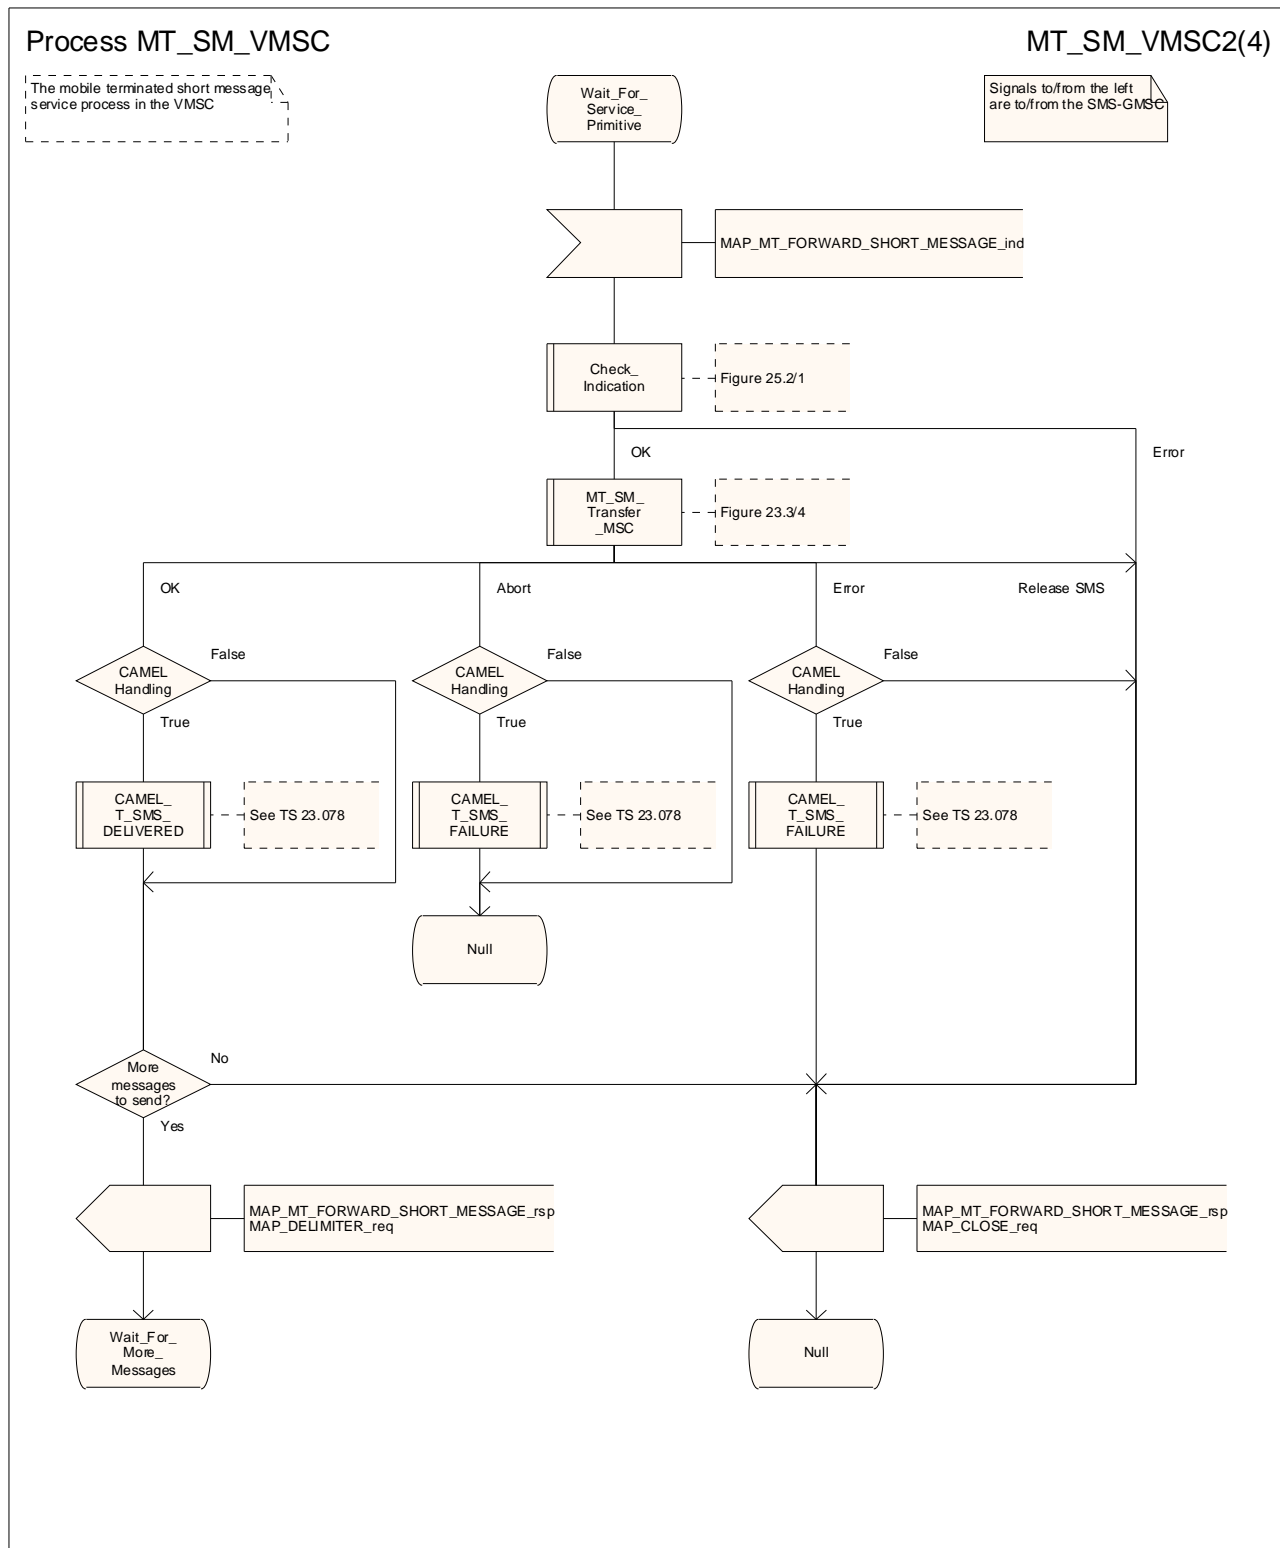 Process MT_SM_VMSC
MT_SM_VMSC2(4)
The mobile terminated short message
service process in the VMSC
Wait_For_
Service_
Primitive
Signals to/from the left
are to/from the SMS-GMSC
MAP_MT_FORWARD_SHORT_MESSAGE_ind
Check_
Indication
Figure 25.2/1
OK
Error
MT_SM_
Transfer
_MSC
Figure 23.3/4
OK
Abort
Error
Release SMS
CAMEL
Handling
False
CAMEL
Handling
False
CAMEL
Handling
False
True
True
True
CAMEL_
T_SMS_
DELIVERED
See TS 23.078
CAMEL_
T_SMS_
FAILURE
See TS 23.078
CAMEL_
T_SMS_
FAILURE
See TS 23.078
Null
More
messages
to send?
No
Yes
MAP_MT_FORWARD_SHORT_MESSAGE_rsp
MAP_DELIMITER_req
MAP_MT_FORWARD_SHORT_MESSAGE_rsp
MAP_CLOSE_req
Wait_For_
More_
Messages
Null